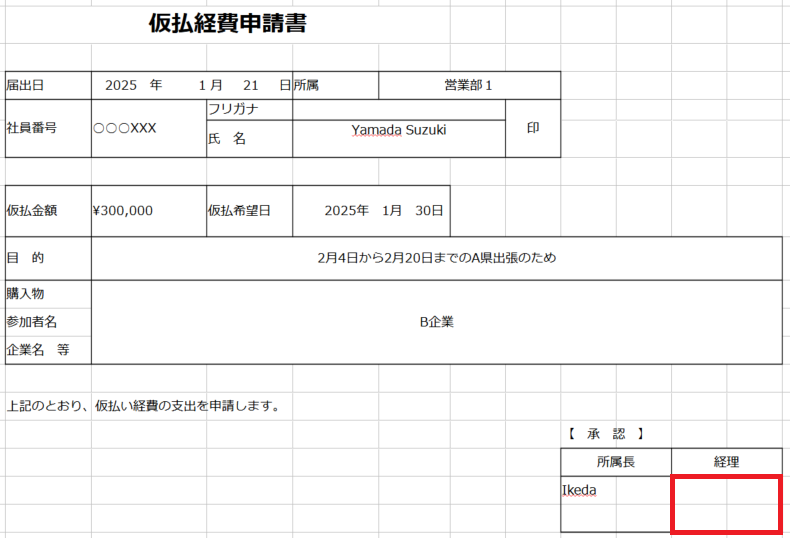 仮払経費申請書
届出日 2025 年 1 月 21 日 所属 営業部１
社員番号 〇〇〇XXX フリガナ
氏 名 Yamada Suzuki 印
仮払金額 ¥300,000 仮払希望日 2025年 1月 30日
目 的 2月4日から2月20日までのA県出張のため
購入物
参加者名 B企業
企業名 等
上記のとおり、仮払い経費の支出を申請します。
【 承 認 】
所属長 経理
Ikeda